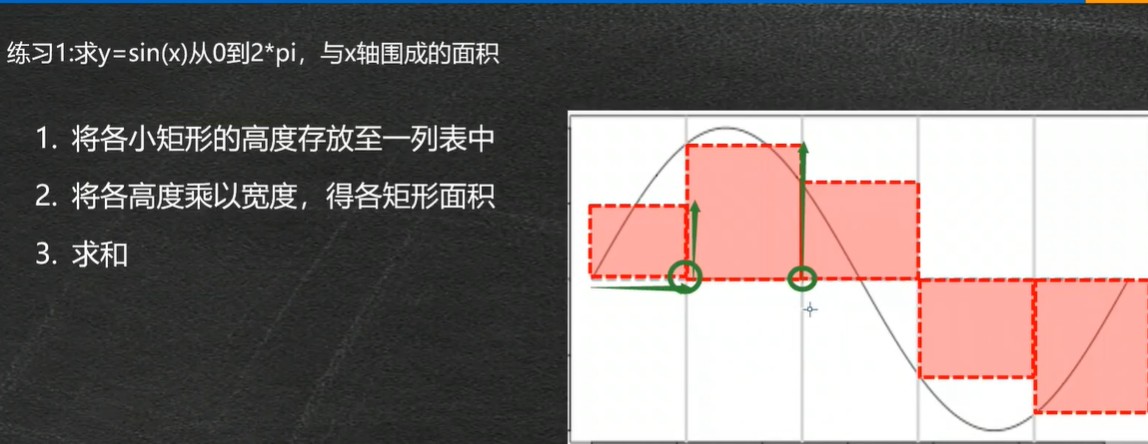 练习1:求y=sin(x)从0到2*pi，与x轴围成的面积
1. 将各小矩形的高度存放至一列表中
2. 将各高度乘以宽度，得各矩形面积
3. 求和